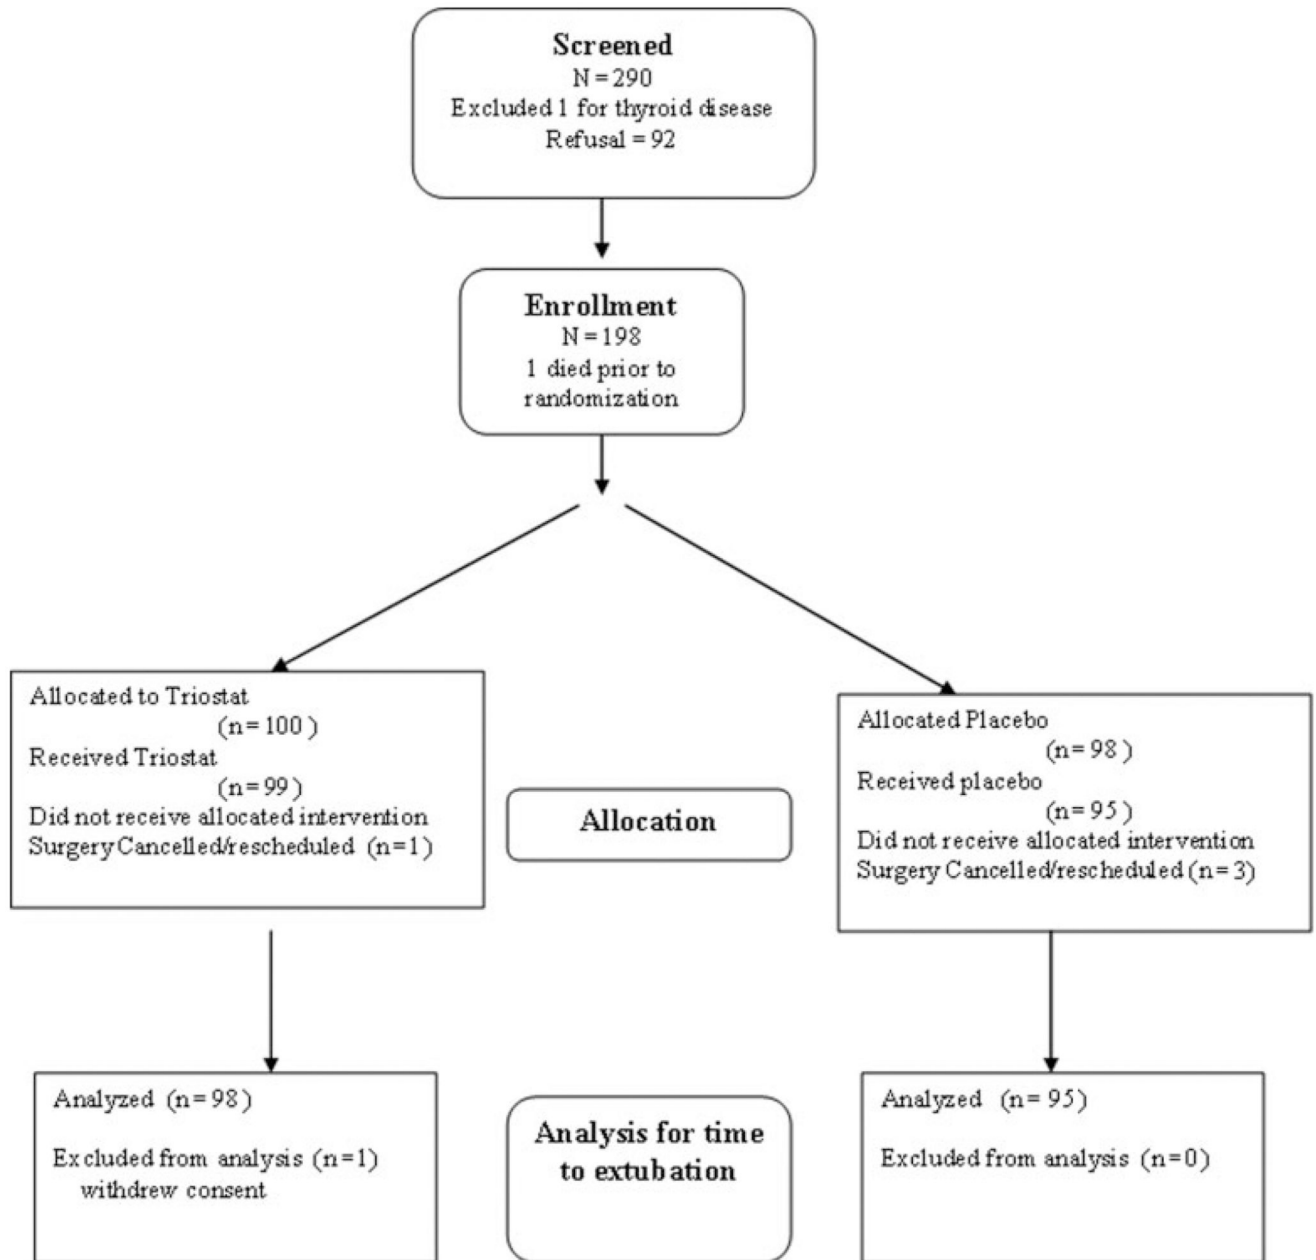 Screened
N = 290
Excluded 1 for thyroid disease
Refusal = 92
Enrollment
N = 198
1 died prior to
randomization
Allocated to Triostat
(n = 100 )
Received Triostat
(n = 99 )
Did not receive allocated intervention
Surgery Cancelled/rescheduled (n=1)
Allocation
Allocated Placebo
(n = 98 )
Received placebo
(n = 95 )
Did not receive allocated intervention
Surgery Cancelled/rescheduled (n = 3)
Analyzed (n = 98 )
Excluded from analysis (n=1)
withdrew consent
Analysis for time
to extubation
Analyzed (n = 95 )
Excluded from analysis (n=0)